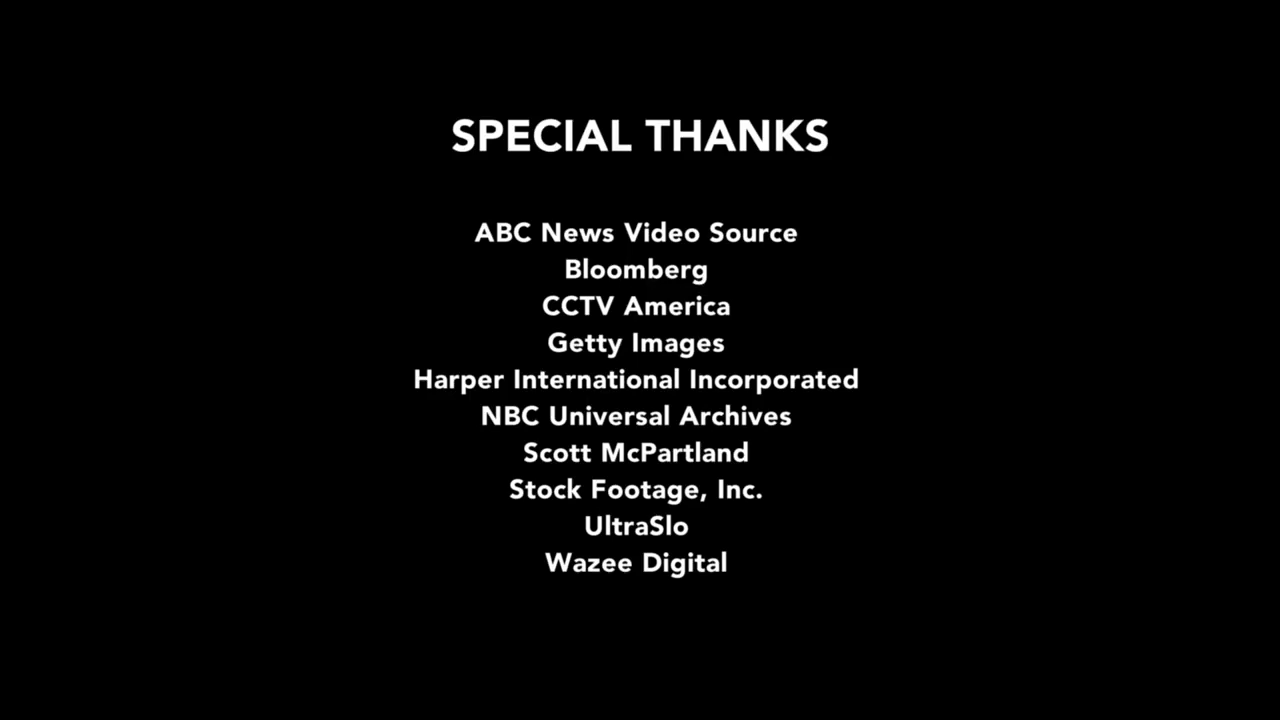 SPECIAL THANKS
ABC News Video Source
Bloomberg
CCTV America
Getty Images
Harper International Incorporated
NBC Universal Archives
Scott McPartland
Stock Footage, Inc.
UltraSlo
Wazee Digital